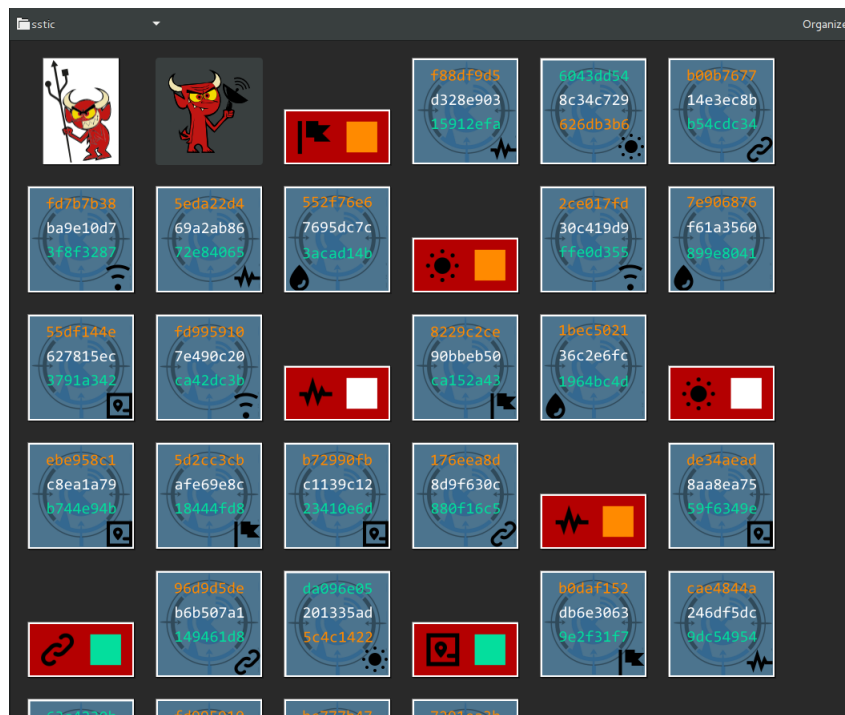 sstic
Organize
f88df9d5
d328e903
15912efa
6043dd54
8c34c729
626db3b6
b00b7677
14e3ec8b
b54cdc34
fd7b7b38
ba9e10d7
3f8f3287
5eda22d4
69a2ab86
72e84065
552f76e6
7695dc7c
3acad14b
2ce017fd
30c419d9
ffe0d355
7e906876
f61a3560
899e8041
55df144e
627815ec
3791a342
fd995910
7e490c20
ca42dc3b
8229c2ce
90bbeb50
ca152a43
1bec5021
36c2e6fc
1964bc4d
ebe958c1
c8ea1a79
b744e94b
5d2cc3cb
afe69e8c
18444fd8
b72990fb
c1139c12
23410e6d
176eea8d
8d9f630c
880f16c5
de34aead
8aa8ea75
59f6349e
96d9d5de
b6b507a1
149461d8
da096e05
201335ad
5c4c1422
b0daf152
db6e3063
9e2f31f7
cae4844a
246df5dc
9dc54954